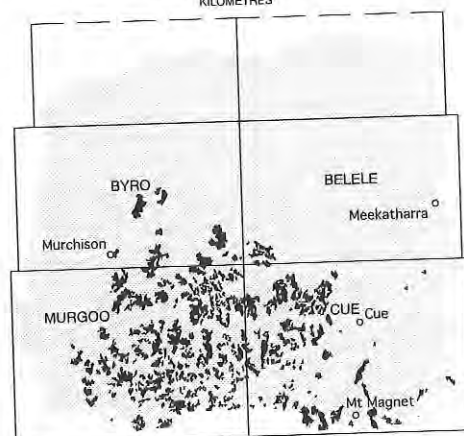 KILOMETRES
BYRO
BELELE
Meekatharra
Murchison
MURGOO
CUE
Cue
Mt Magnet